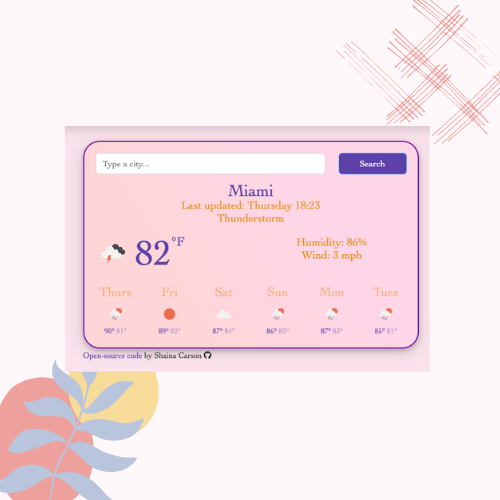 Type a city...
Search
Miami
Last updated: Thursday 18:23
Thunderstorm
82°F
Humidity: 86%
Wind: 3 mph
Thurs Fri Sat Sun Mon Tues
90° 81° 89° 82° 87° 84° 86° 83° 87° 83° 85° 81°
Open-source code by Shaina Carson